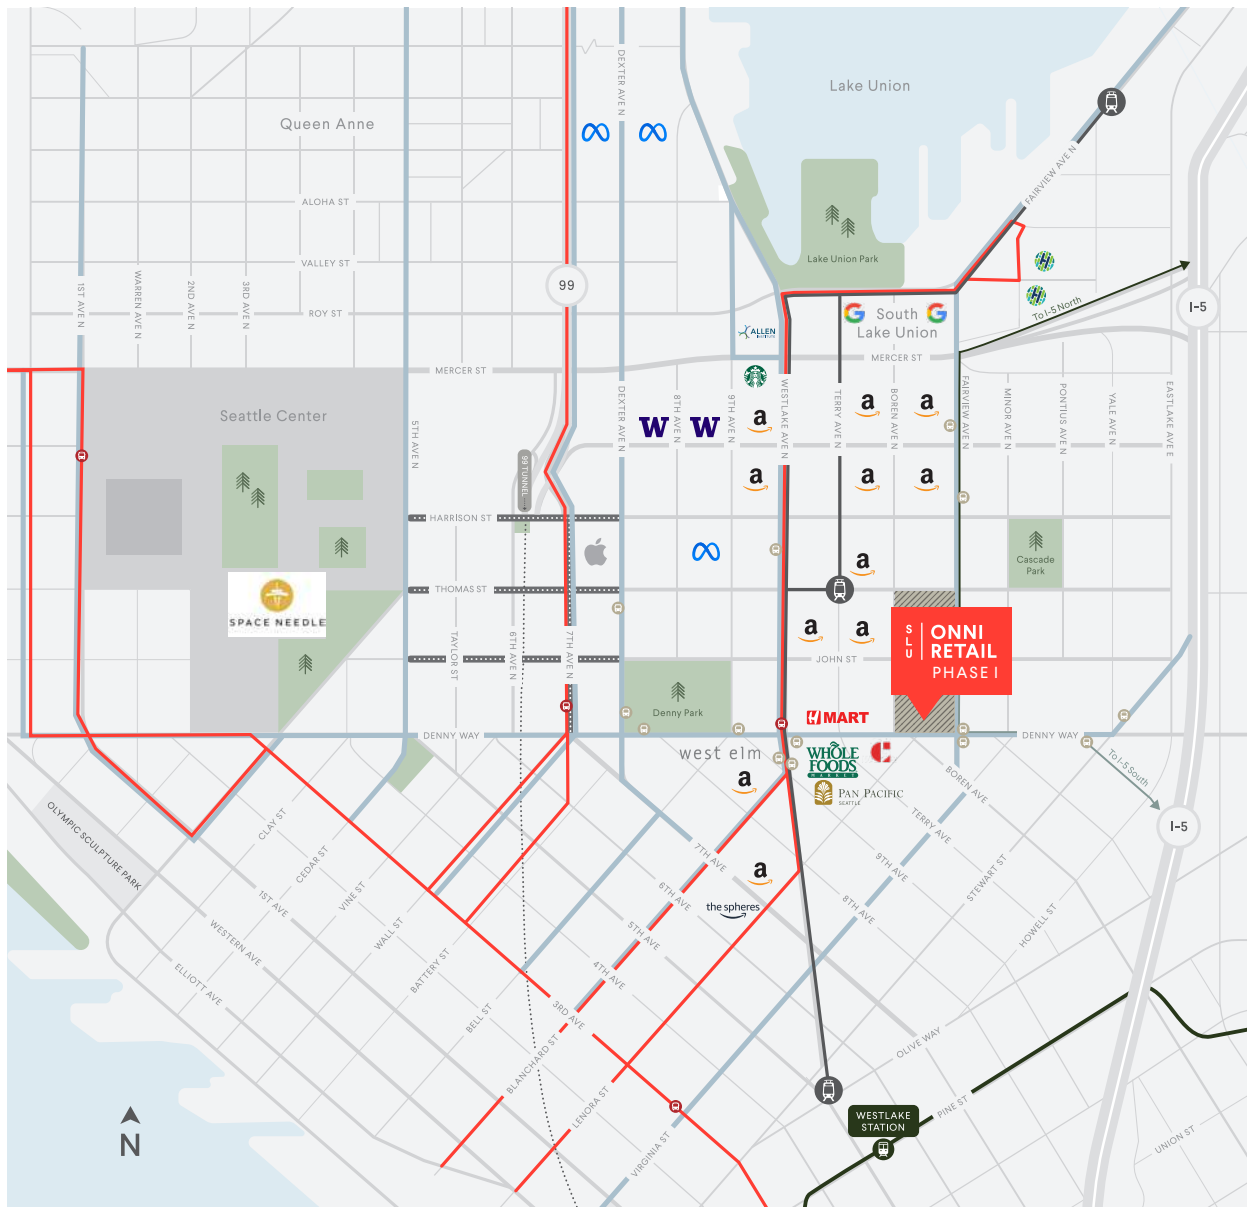 Lake Union
Queen Anne
DEXTER AVE N
FAIRVIEW AVE N
ALOHA ST
VALLEY ST
ROY ST
1ST AVE N
WARREN AVE N
2ND AVE N
3RD AVE N
99
Lake Union Park
To I-5 North
I-5
ALLEN
INSTITUTE
G
South
G
Lake Union
MERCER ST
MERCER ST
Seattle Center
5TH AVE N
DEXTER AVE N
8TH AVE N
9TH AVE N
WESTLAKE AVE N
TERRY AVE N
BOREN AVE N
FAIRVIEW AVE N
MINOR AVE N
PONTIUS AVE N
YALE AVE N
EASTLAKE AVE E
W
W
a
a
a
99 TUNNEL
a
a
a
HARRISON ST
Cascade
Park
a
THOMAS ST
SPACE NEEDLE
TAYLOR ST
6TH AVE N
7TH AVE N
a
a
JOHN ST
SLU
ONNI
RETAIL
PHASE I
Denny Park
H MART
DENNY WAY
DENNY WAY
west elm
WHOLE
FOODS
MARKET
PAN PACIFIC
SEATTLE
a
To I-5 South
I-5
BOREN AVE
TERRY AVE
9TH AVE
8TH AVE
STEWART ST
HOWELL ST
OLYMPIC SCULPTURE PARK
CLAY ST
CEDAR ST
VINE ST
WALL ST
BATTERY ST
BELL ST
BLANCHARD ST
LENORA ST
VIRGINIA ST
1ST AVE
WESTERN AVE
ELLIOTT AVE
7TH AVE
6TH AVE
5TH AVE
4TH AVE
3RD AVE
a
the spheres
OLIVE WAY
PINE ST
UNION ST
WESTLAKE
STATION
N